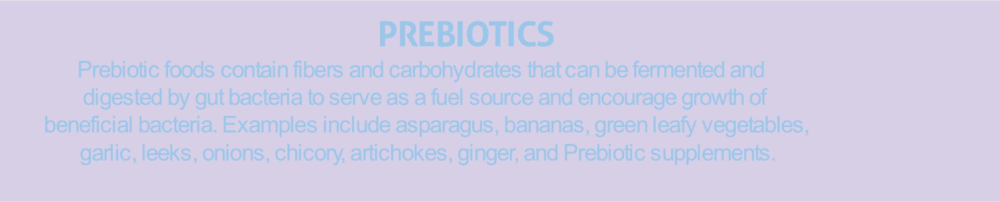 PREBIOTICS
Prebiotic foods contain fibers and carbohydrates that can be fermented and
digested by gut bacteria to serve as a fuel source and encourage growth of
beneficial bacteria. Examples include asparagus, bananas, green leafy vegetables,
garlic, leeks, onions, chicory, artichokes, ginger, and Prebiotic supplements.